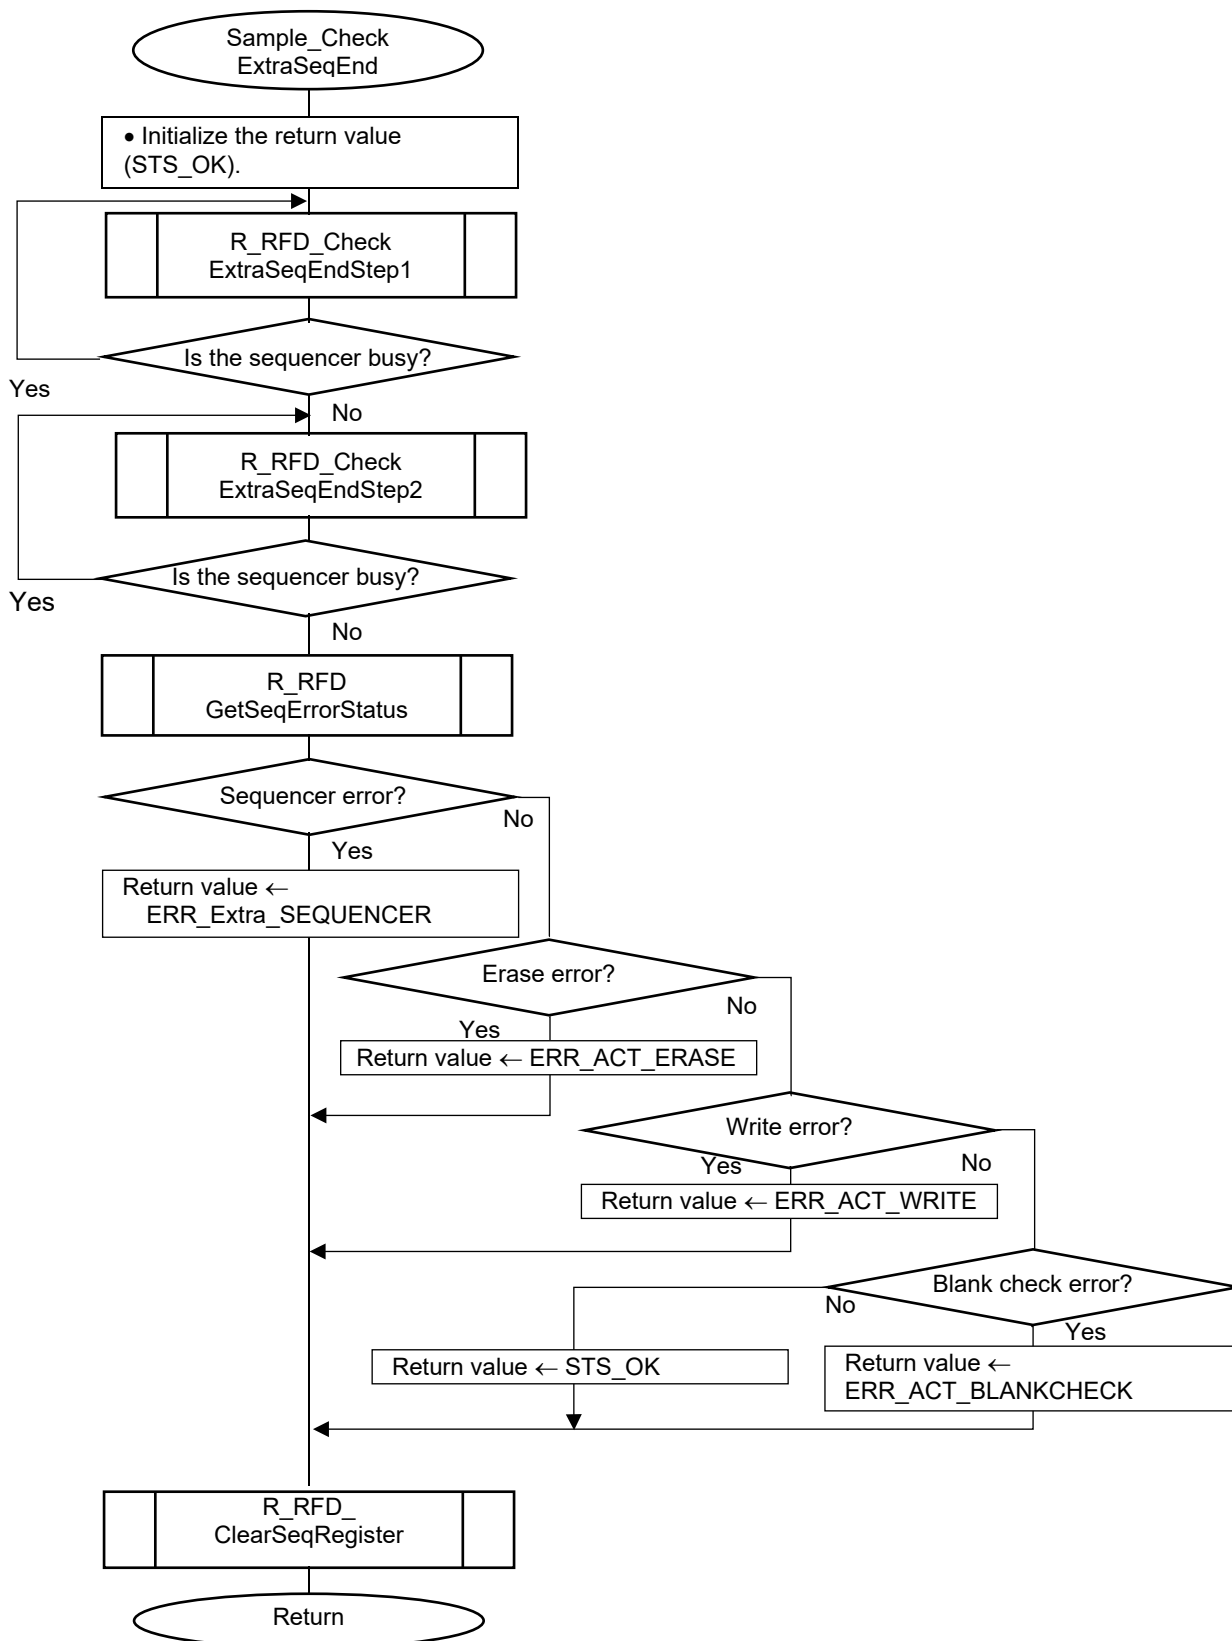 Sample_Check
ExtraSeqEnd
• Initialize the return value
(STS_OK).
R_RFD_Check
ExtraSeqEndStep1
Is the sequencer busy?
Yes
No
R_RFD_Check
ExtraSeqEndStep2
Is the sequencer busy?
Yes
No
R_RFD
GetSeqErrorStatus
Sequencer error?
No
Yes
Return value ←
ERR_Extra_SEQUENCER
Erase error?
No
Yes
Return value ← ERR_ACT_ERASE
Write error?
Yes
No
Return value ← ERR_ACT_WRITE
Blank check error?
No
Yes
Return value ← STS_OK
Return value ←
ERR_ACT_BLANKCHECK
R_RFD_
ClearSeqRegister
Return